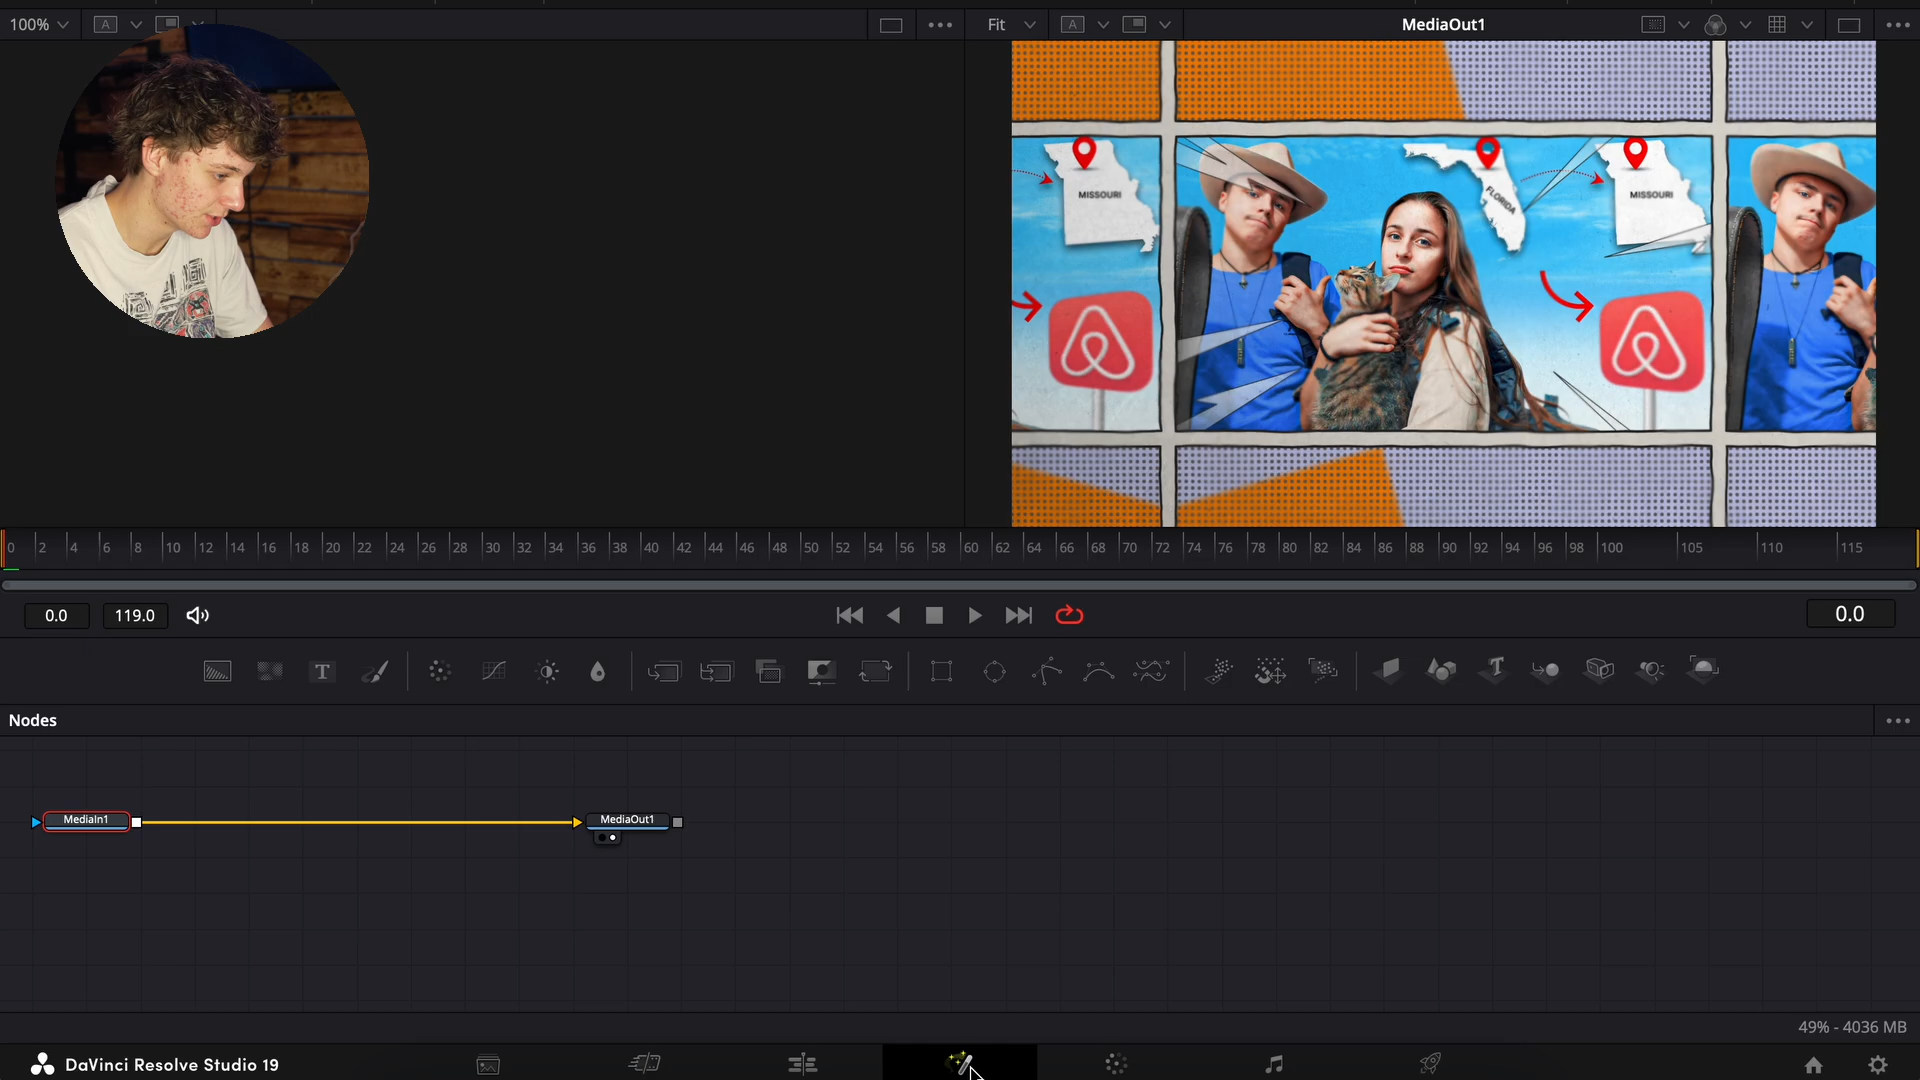 100%
A
Fit
A
MediaOut1
MISSOURI
FLORIDA
MISSOURI
0 2 4 6 8 10 12 14 16 18 20 22 24 26 28 30 32 34 36 38 40 42 44 46 48 50 52 54 56 58 60 62 64 66 68 70 72 74 76 78 80 82 84 86 88 90 92 94 96 98 100 105 110 115
0.0
119.0
0.0
T
T
Nodes
MediaIn1
MediaOut1
49% - 4036 MB
DaVinci Resolve Studio 19